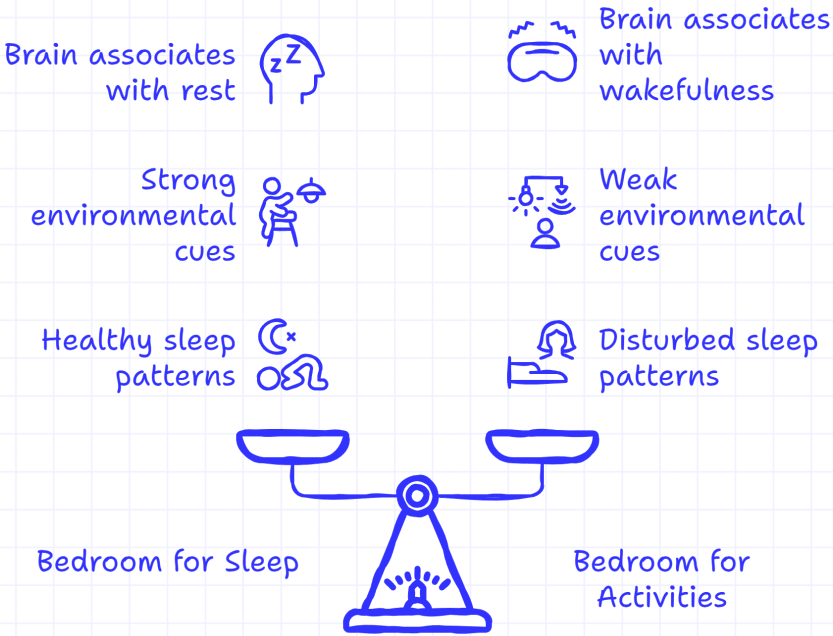 Brain associates
with rest
Brain associates
with
wakefulness
zZ
Strong
environmental
cues
Weak
environmental
cues
Healthy sleep
patterns
Disturbed sleep
patterns
Bedroom for Sleep
Bedroom for
Activities